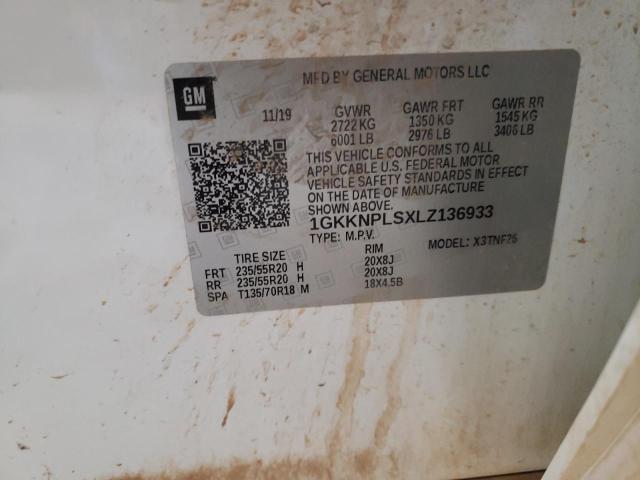 GM
MFD BY GENERAL MOTORS LLC
11/19 GVWR GAWR FRT GAWR RR
2722 KG 1350 KG 1545 KG
6001 LB 2976 LB 3406 LB
THIS VEHICLE CONFORMS TO ALL
APPLICABLE U.S. FEDERAL MOTOR
VEHICLE SAFETY STANDARDS IN EFFECT
ON THE DATE OF MANUFACTURE
SHOWN ABOVE.
1GKKNPLSXLZ136933
TYPE: M.P.V. MODEL: X3TNF26
TIRE SIZE RIM
FRT 235/55R20 H 20X8J
RR 235/55R20 H 20X8J
SPA T135/70R18 M 18X4.5B